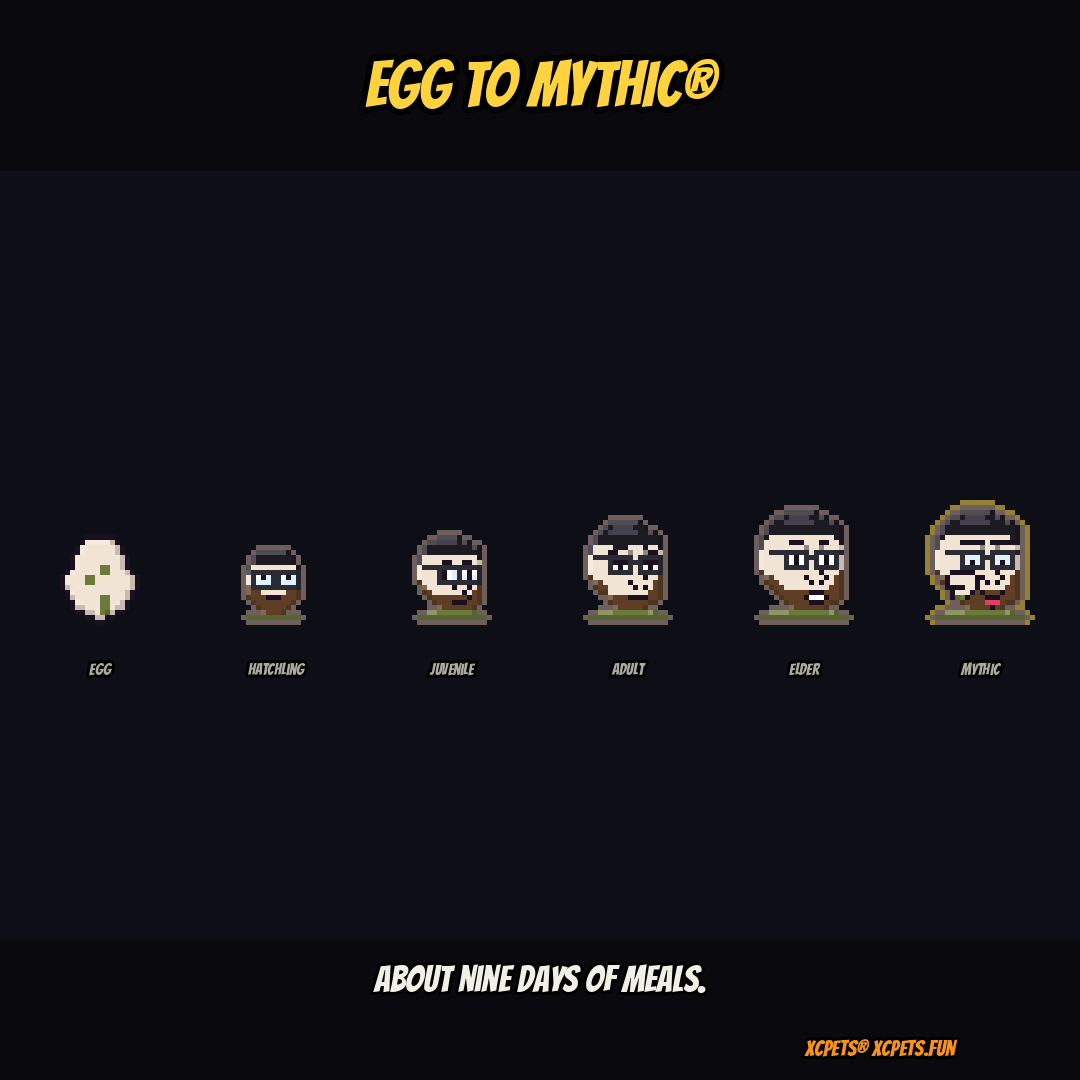 EGG TO MYTHIC®
EGG
HATCHLING
JUVENILE
ADULT
ELDER
MYTHIC
ABOUT NINE DAYS OF MEALS.
XCPETS® XCPETS.FUN